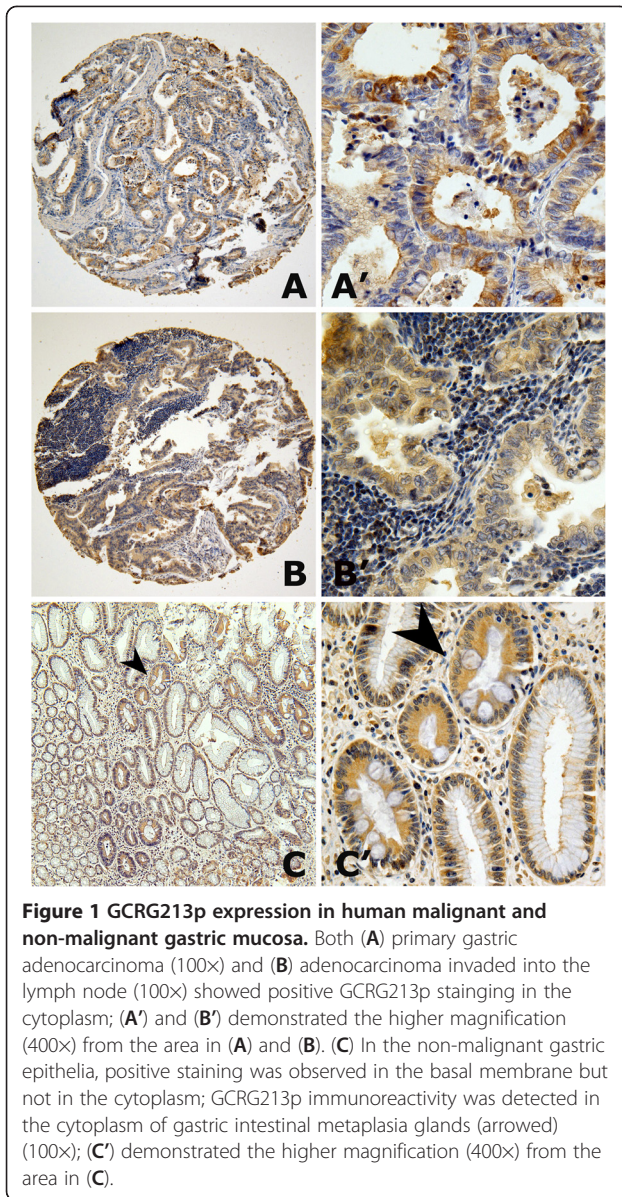 A
A'
B
B'
C
C'
Figure 1 GCRG213p expression in human malignant and
non-malignant gastric mucosa. Both (A) primary gastric
adenocarcinoma (100×) and (B) adenocarcinoma invaded into the
lymph node (100×) showed positive GCRG213p stainging in the
cytoplasm; (A') and (B') demonstrated the higher magnification
(400×) from the area in (A) and (B). (C) In the non-malignant gastric
epithelia, positive staining was observed in the basal membrane but
not in the cytoplasm; GCRG213p immunoreactivity was detected in
the cytoplasm of gastric intestinal metaplasia glands (arrowed)
(100×); (C') demonstrated the higher magnification (400×) from the
area in (C).